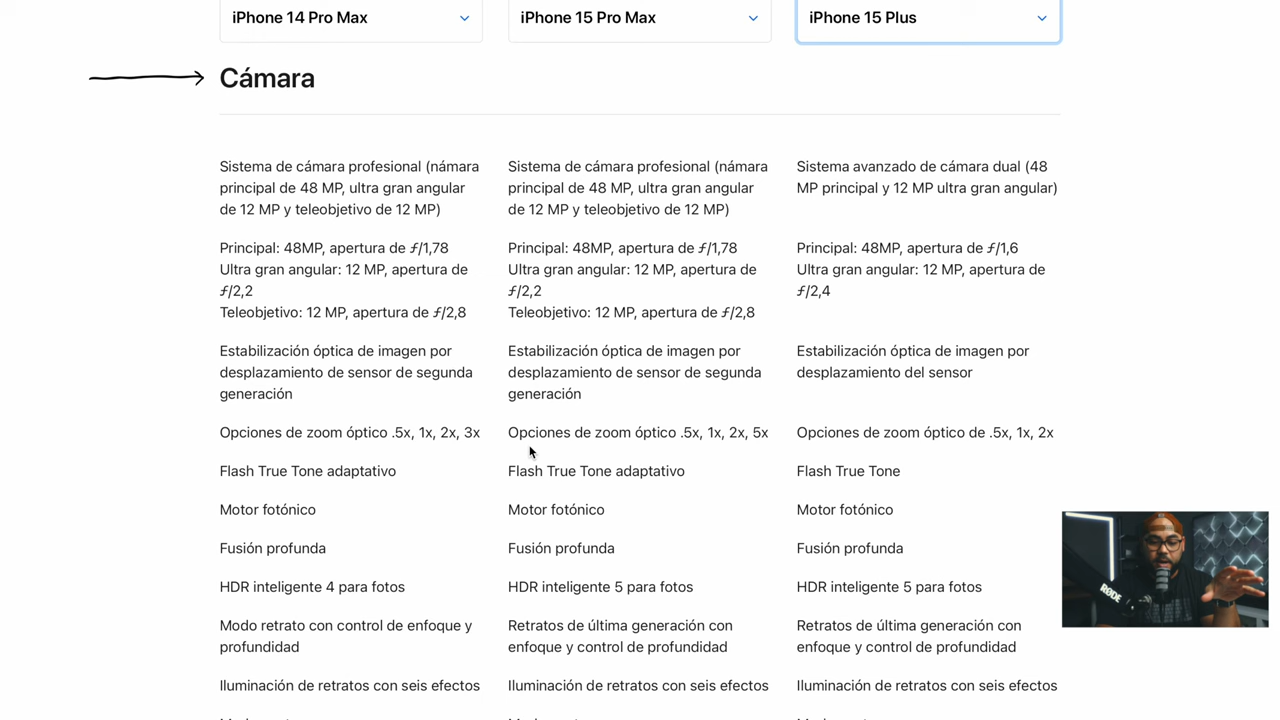 iPhone 14 Pro Max
iPhone 15 Pro Max
iPhone 15 Plus
Cámara
Sistema de cámara profesional (námara
principal de 48 MP, ultra gran angular
de 12 MP y teleobjetivo de 12 MP)
Principal: 48MP, apertura de ƒ/1,78
Ultra gran angular: 12 MP, apertura de
ƒ/2,2
Teleobjetivo: 12 MP, apertura de ƒ/2,8
Estabilización óptica de imagen por
desplazamiento de sensor de segunda
generación
Opciones de zoom óptico .5x, 1x, 2x, 3x
Flash True Tone adaptativo
Motor fotónico
Fusión profunda
HDR inteligente 4 para fotos
Modo retrato con control de enfoque y
profundidad
Iluminación de retratos con seis efectos
Sistema de cámara profesional (námara
principal de 48 MP, ultra gran angular
de 12 MP y teleobjetivo de 12 MP)
Principal: 48MP, apertura de ƒ/1,78
Ultra gran angular: 12 MP, apertura de
ƒ/2,2
Teleobjetivo: 12 MP, apertura de ƒ/2,8
Estabilización óptica de imagen por
desplazamiento de sensor de segunda
generación
Opciones de zoom óptico .5x, 1x, 2x, 5x
Flash True Tone adaptativo
Motor fotónico
Fusión profunda
HDR inteligente 5 para fotos
Retratos de última generación con
enfoque y control de profundidad
Iluminación de retratos con seis efectos
Sistema avanzado de cámara dual (48
MP principal y 12 MP ultra gran angular)
Principal: 48MP, apertura de ƒ/1,6
Ultra gran angular: 12 MP, apertura de
ƒ/2,4
Estabilización óptica de imagen por
desplazamiento del sensor
Opciones de zoom óptico de .5x, 1x, 2x
Flash True Tone
Motor fotónico
Fusión profunda
HDR inteligente 5 para fotos
Retratos de última generación con
enfoque y control de profundidad
Iluminación de retratos con seis efectos
RØDE